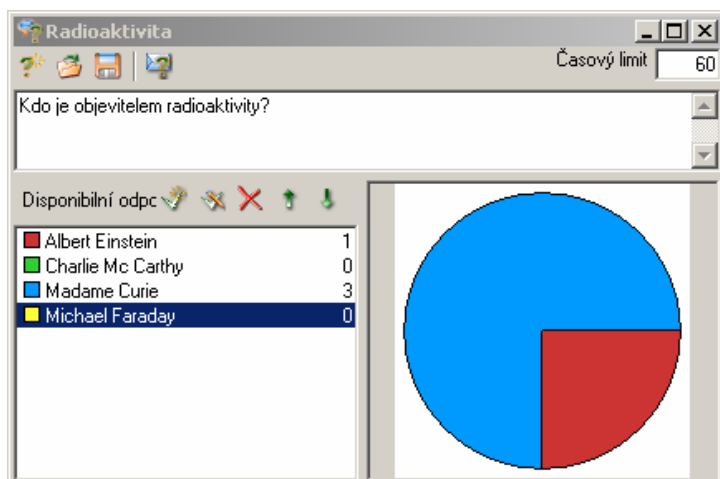 Radioaktivita
Časový limit 60
Kdo je objevitelem radioaktivity?
Disponibilní odpo
Albert Einstein 1
Charlie Mc Carthy 0
Madame Curie 3
Michael Faraday 0